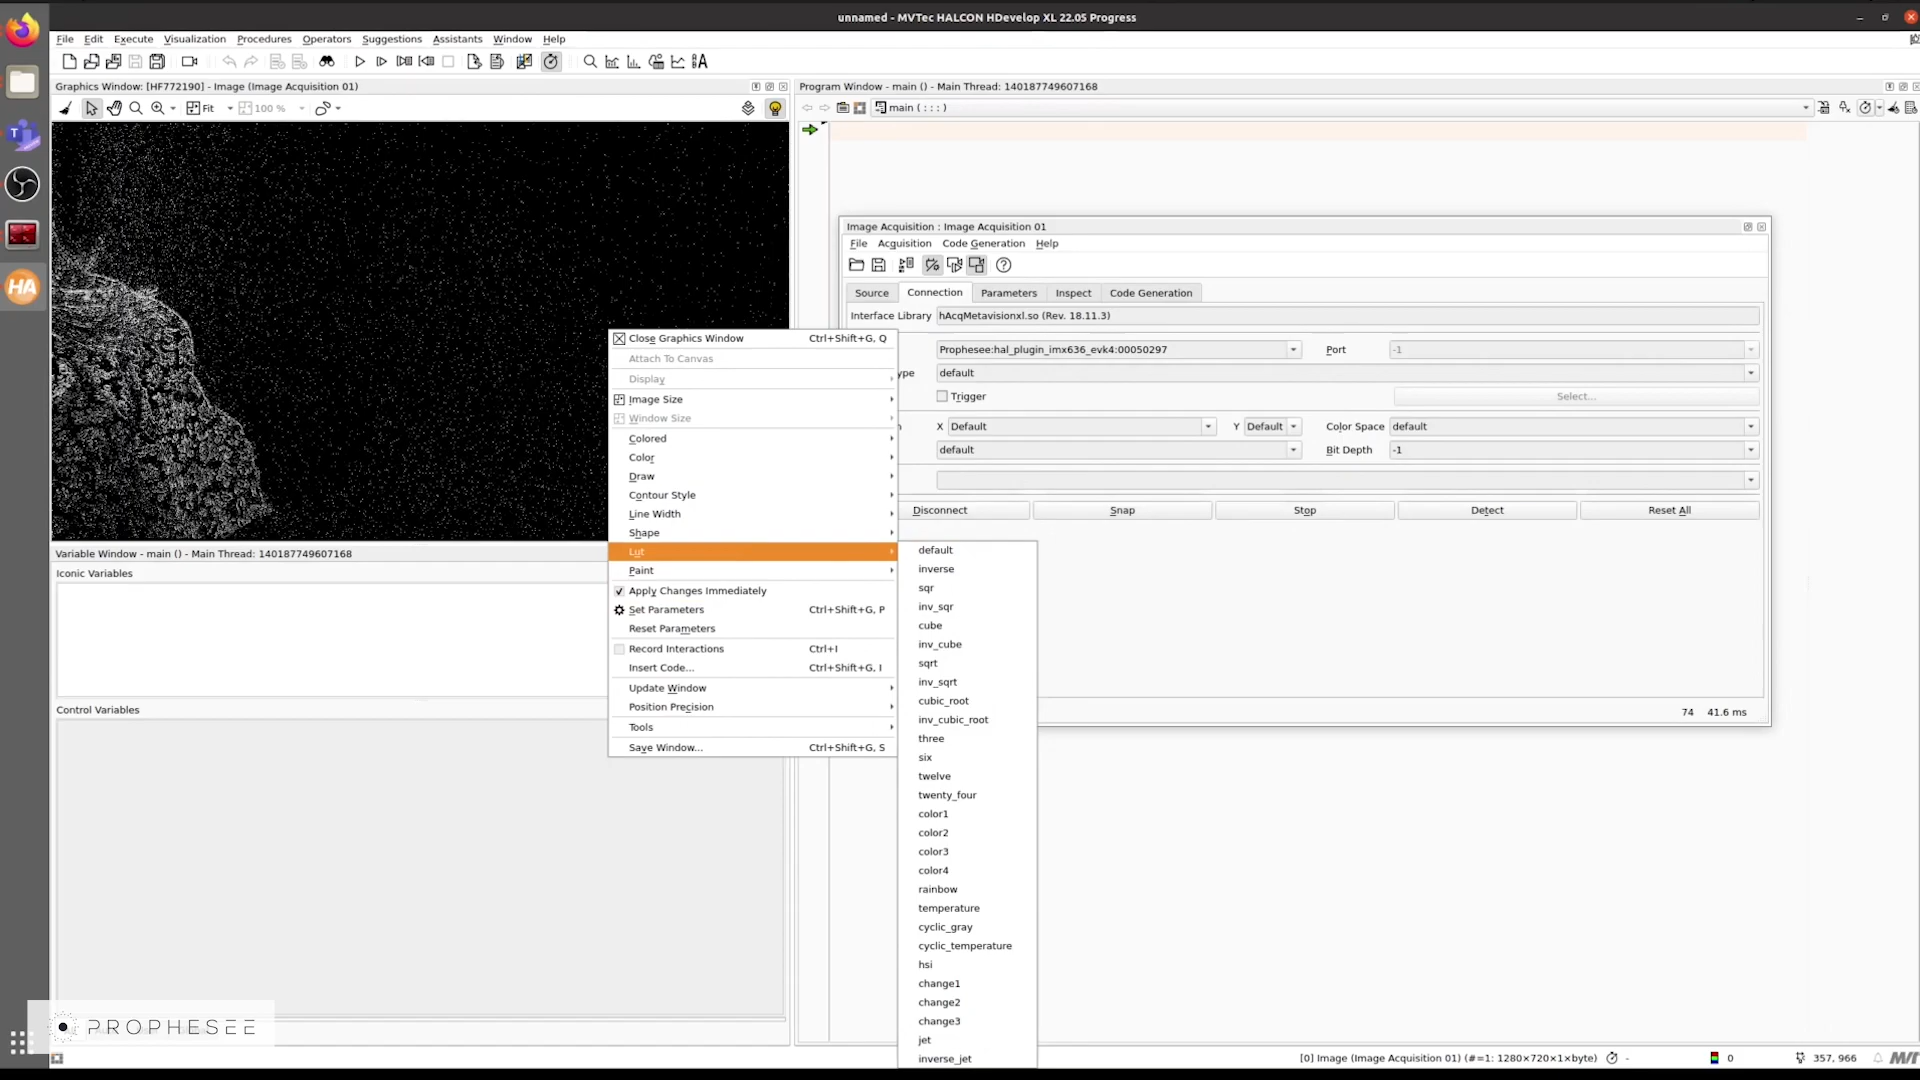 unnamed - MVTec HALCON HDevelop XL 22.05 Progress
File Edit Execute Visualization Procedures Operators Suggestions Assistants Window Help
Graphics Window: [HF772190] - Image (Image Acquisition 01)
Program Window - main () - Main Thread: 140187749607168
Fit 100 %
main ( : : : )
Image Acquisition : Image Acquisition 01
File Acquisition Code Generation Help
Source Connection Parameters Inspect Code Generation
Interface Library hAcqMetavisionxl.so (Rev. 18.11.3)
Prophesee:hal_plugin_imx636_evk4:00050297 Port -1
ype default
Trigger Select...
n X Default Y Default Color Space default
default Bit Depth -1
Disconnect Snap Stop Detect Reset All
74 41.6 ms
Close Graphics Window Ctrl+Shift+G, Q
Attach To Canvas
Display
Image Size
Window Size
Colored
Color
Draw
Contour Style
Line Width
Shape
Lut
Paint
Apply Changes Immediately
Set Parameters Ctrl+Shift+G, P
Reset Parameters
Record Interactions Ctrl+I
Insert Code... Ctrl+Shift+G, I
Update Window
Position Precision
Tools
Save Window... Ctrl+Shift+G, S
default
inverse
sqr
inv_sqr
cube
inv_cube
sqrt
inv_sqrt
cubic_root
inv_cubic_root
three
six
twelve
twenty_four
color1
color2
color3
color4
rainbow
temperature
cyclic_gray
cyclic_temperature
hsi
change1
change2
change3
jet
inverse_jet
Variable Window - main () - Main Thread: 140187749607168
Iconic Variables
Control Variables
HA
PROPHESEE
[0] Image (Image Acquisition 01) (#=1: 1280×720×1×byte) - 0 357, 966